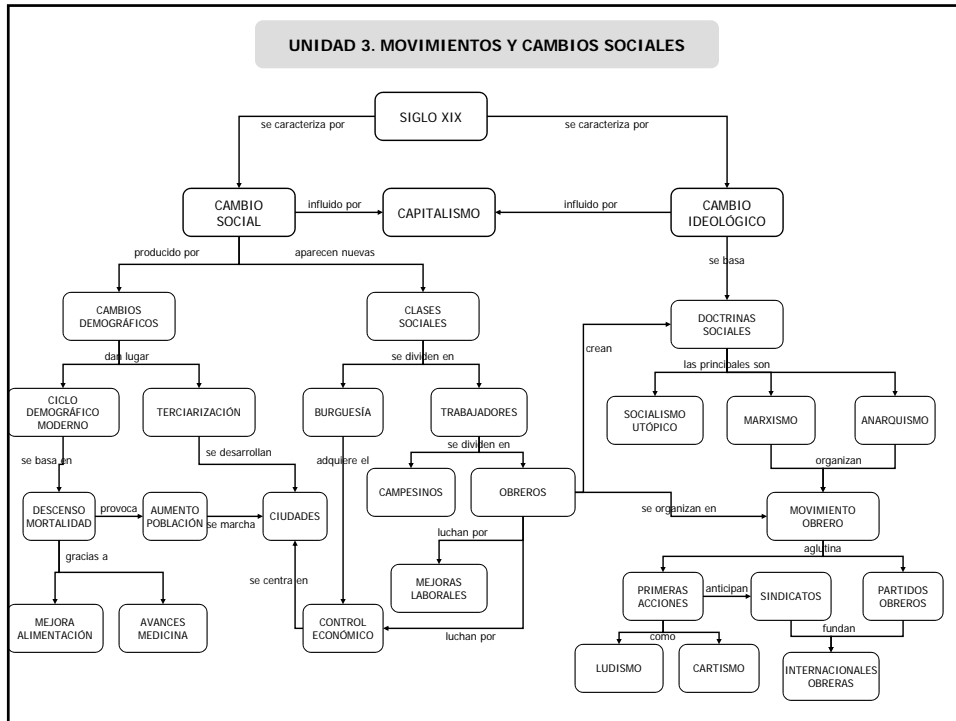 UNIDAD 3. MOVIMIENTOS Y CAMBIOS SOCIALES
SIGLO XIX
se caracteriza por
se caracteriza por
CAMBIO
SOCIAL
influido por
CAPITALISMO
influido por
CAMBIO
IDEOLÓGICO
producido por
aparecen nuevas
se basa
CAMBIOS
DEMOGRÁFICOS
CLASES
SOCIALES
DOCTRINAS
SOCIALES
crean
dan lugar
se dividen en
las principales son
CICLO
DEMOGRÁFICO
MODERNO
TERCIARIZACIÓN
BURGUESÍA
TRABAJADORES
SOCIALISMO
UTÓPICO
MARXISMO
ANARQUISMO
se basa en
se desarrollan
adquiere el
se dividen en
organizan
CAMPESINOS
OBREROS
DESCENSO
MORTALIDAD
provoca
AUMENTO
POBLACIÓN
se marcha
CIUDADES
se organizan en
MOVIMIENTO
OBRERO
gracias a
luchan por
aglutina
se centra en
MEJORAS
LABORALES
PRIMERAS
ACCIONES
anticipan
SINDICATOS
PARTIDOS
OBREROS
MEJORA
ALIMENTACIÓN
AVANCES
MEDICINA
CONTROL
ECONÓMICO
luchan por
como
fundan
LUDISMO
CARTISMO
INTERNACIONALES
OBRERAS